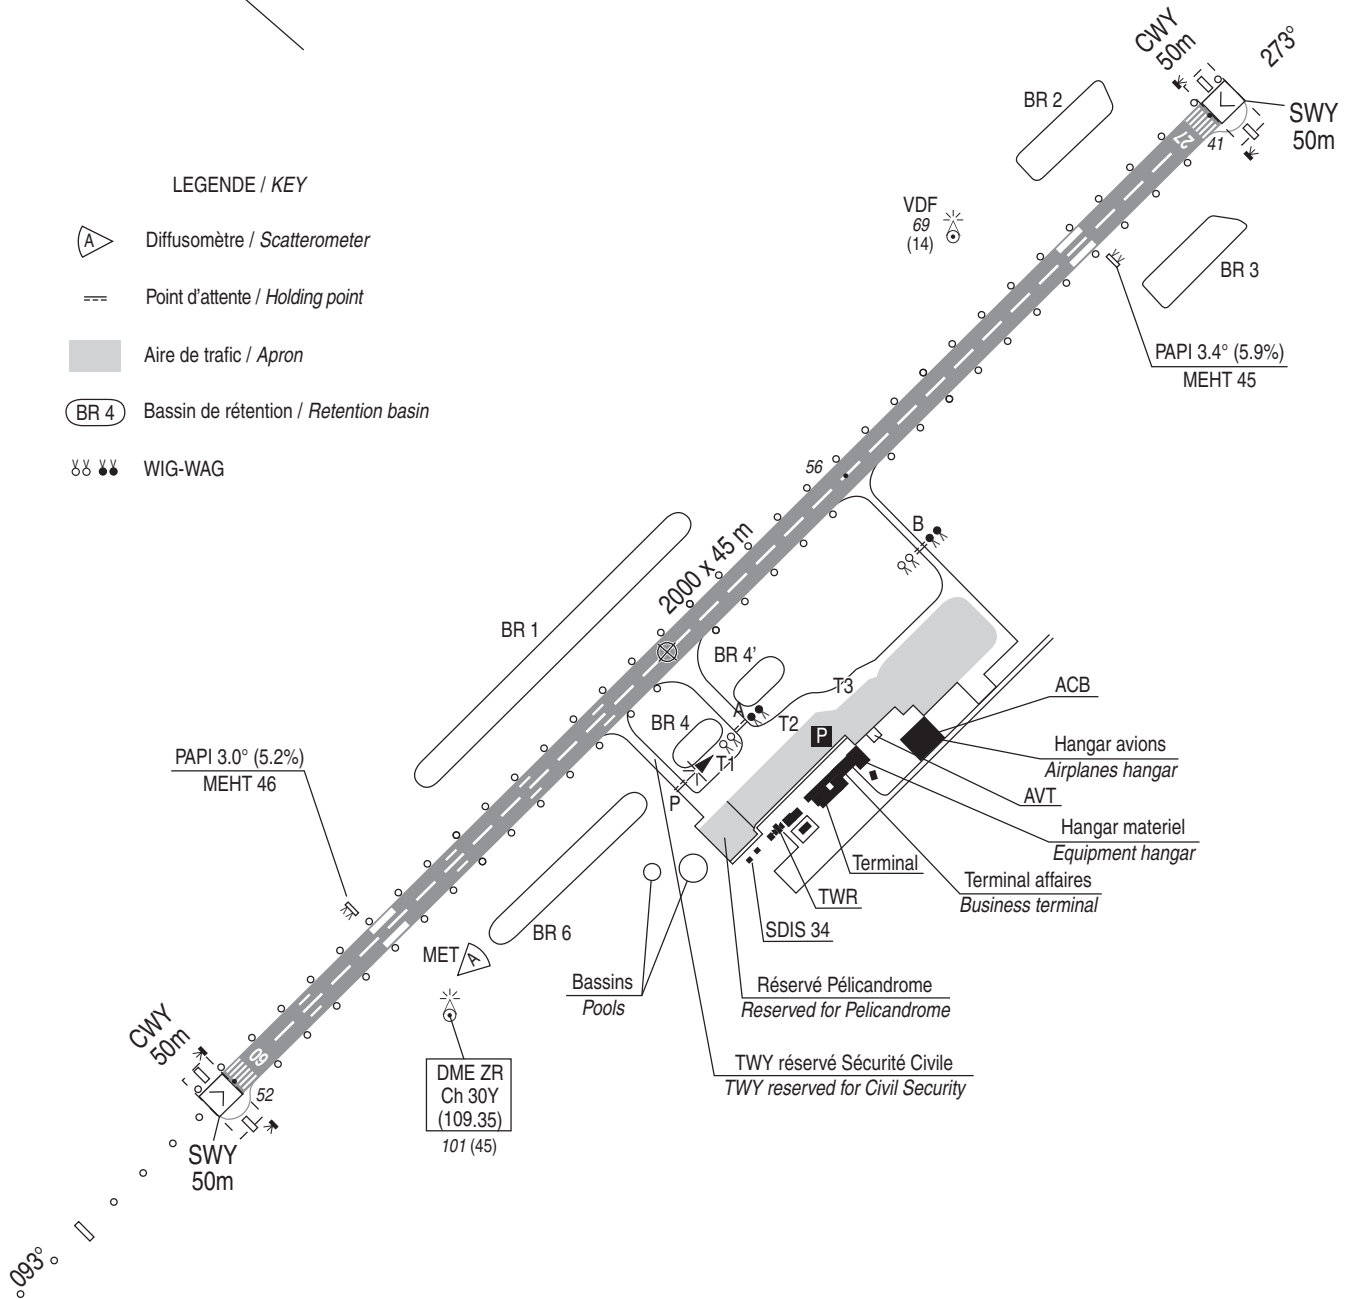 CWY
50m
273°
SWY
50m
BR 2
27
41
LEGENDE / KEY
A
Diffusomètre / Scatterometer
Point d'attente / Holding point
Aire de trafic / Apron
BR 4
Bassin de rétention / Retention basin
WIG-WAG
VDF
69
(14)
BR 3
PAPI 3.4° (5.9%)
MEHT 45
56
B
2000 x 45 m
BR 1
BR 4'
T3
ACB
A
T2
BR 4
P
Hangar avions
Airplanes hangar
T1
PAPI 3.0° (5.2%)
MEHT 46
P
AVT
Hangar materiel
Equipment hangar
Terminal
Terminal affaires
Business terminal
TWR
SDIS 34
BR 6
MET
A
Bassins
Pools
Réservé Pélicandrome
Reserved for Pelicandrome
CWY
50m
09
TWY réservé Sécurité Civile
TWY reserved for Civil Security
DME ZR
Ch 30Y
(109.35)
101 (45)
52
SWY
50m
093°